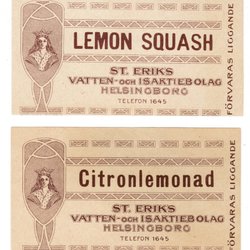 LEMON SQUASH
ST. ERIKS
VATTEN- OCH ISAKTIEBOLAG
HELSINGBORG
TELEFON 1645
FÖRVARAS LIGGANDE
Citronlemonad
ST. ERIKS
VATTEN- OCH ISAKTIEBOLAG
HELSINGBORG
TELEFON 1645
FÖRVARAS LIGGANDE